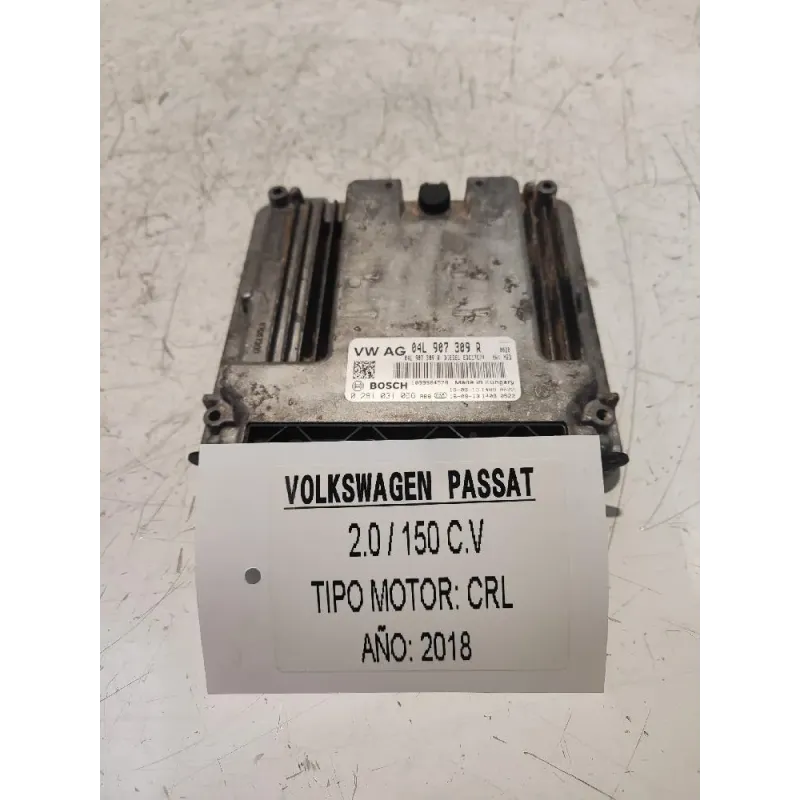 VW AG 04L 907 309 R
BOSCH Made in Hungary
0 281 031 036
VOLKSWAGEN PASSAT
2.0 / 150 C.V
TIPO MOTOR: CRL
AÑO: 2018